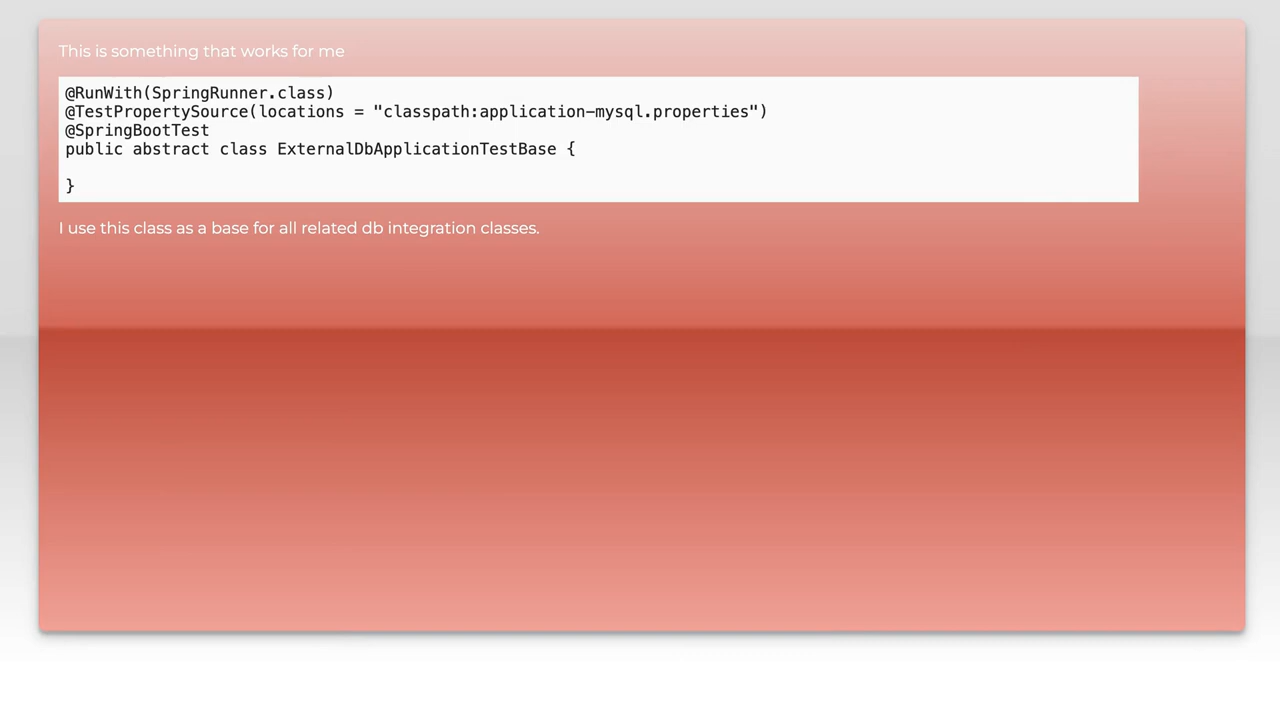 This is something that works for me
@RunWith(SpringRunner.class)
@TestPropertySource(locations = "classpath:application-mysql.properties")
@SpringBootTest
public abstract class ExternalDbApplicationTestBase {
}
I use this class as a base for all related db integration classes.